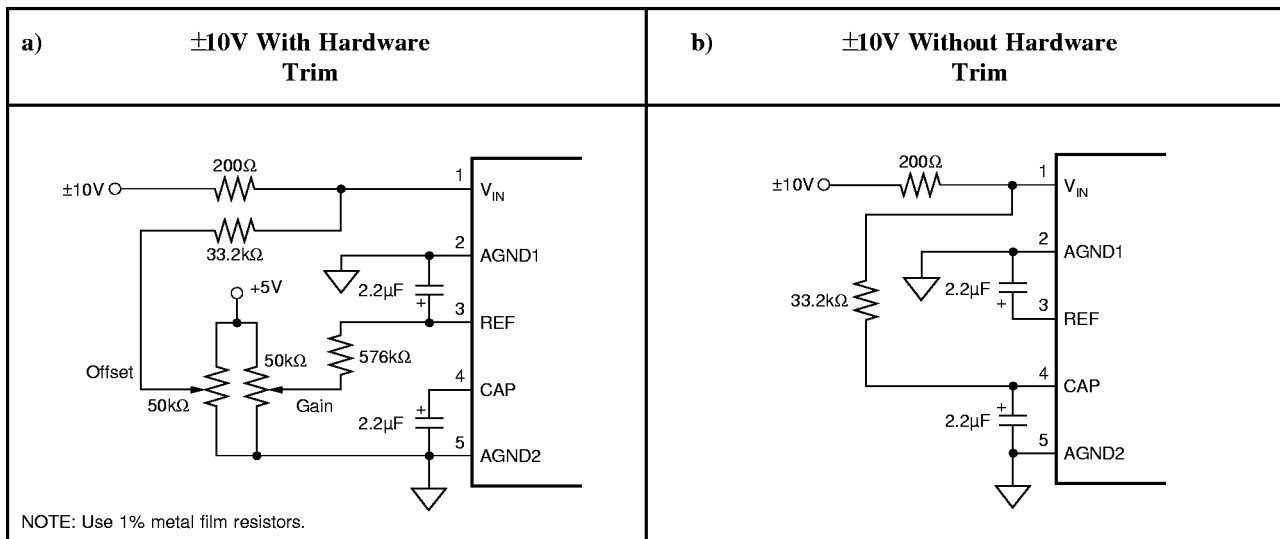 a)
±10V With Hardware
Trim
200Ω
±10V
1
V_IN
33.2kΩ
2
AGND1
+5V
2.2µF
+
3
REF
50kΩ
576kΩ
Offset
50kΩ
Gain
4
CAP
+
2.2µF
5
AGND2
NOTE: Use 1% metal film resistors.
b)
±10V Without Hardware
Trim
200Ω
±10V
1
V_IN
2
AGND1
33.2kΩ
2.2µF
+
3
REF
4
CAP
+
2.2µF
5
AGND2